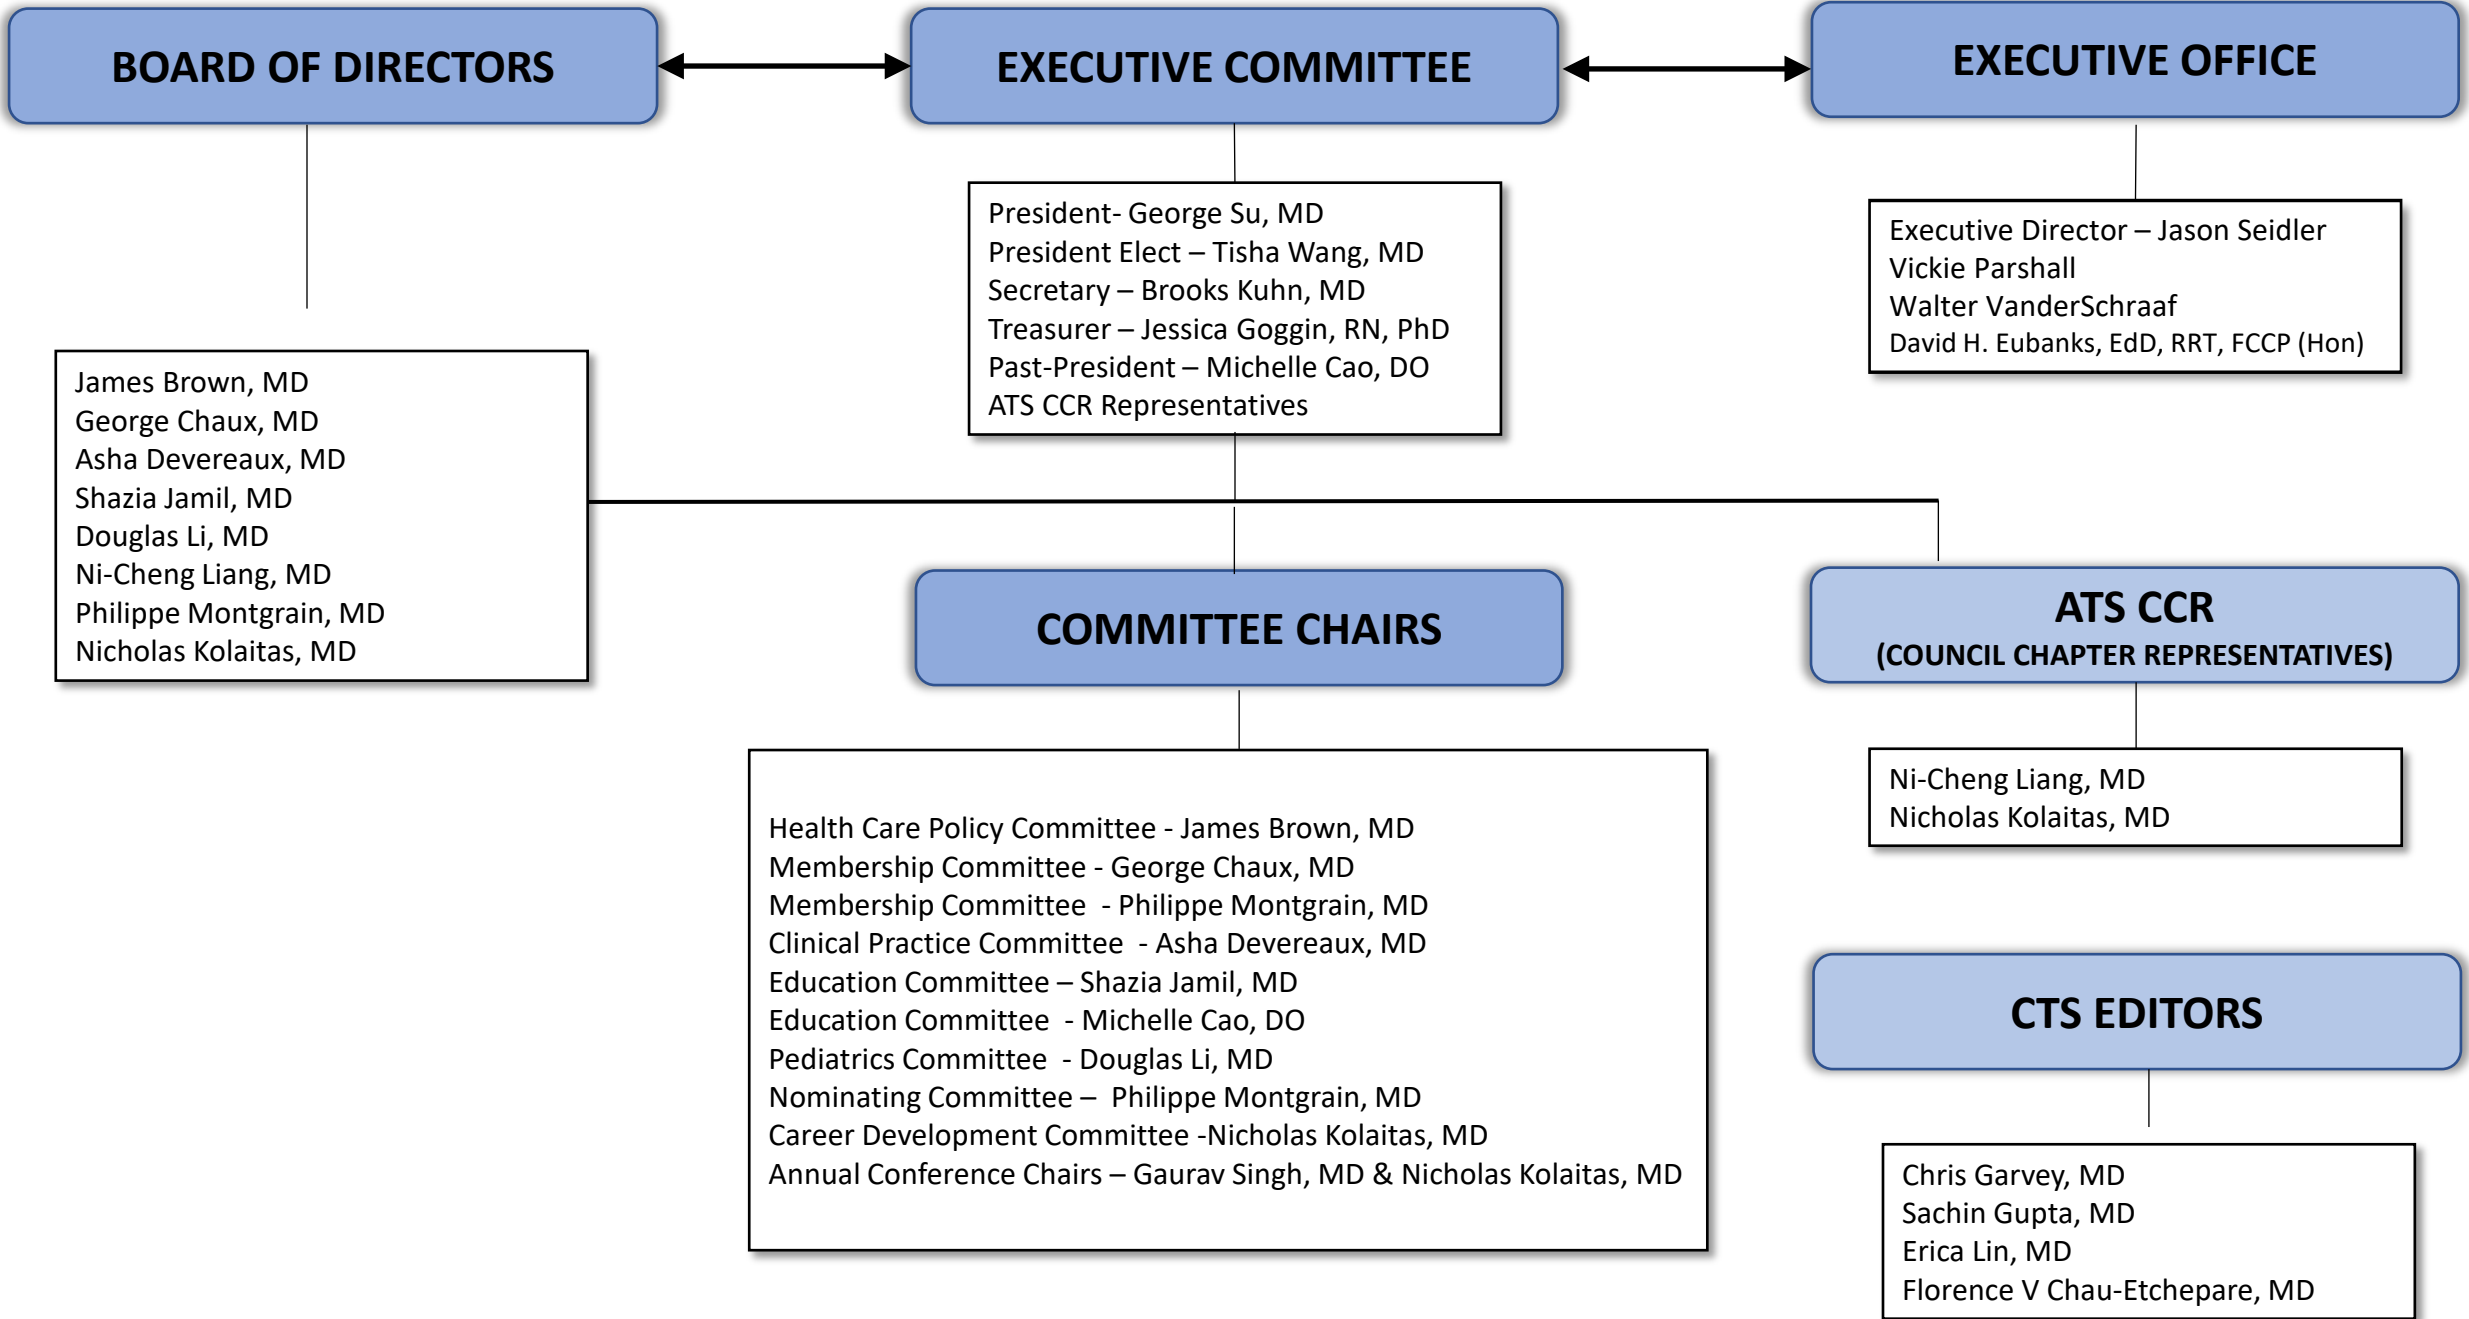 BOARD OF DIRECTORS
EXECUTIVE COMMITTEE
EXECUTIVE OFFICE
President- George Su, MD
President Elect – Tisha Wang, MD
Secretary – Brooks Kuhn, MD
Treasurer – Jessica Goggin, RN, PhD
Past-President – Michelle Cao, DO
ATS CCR Representatives
Executive Director – Jason Seidler
Vickie Parshall
Walter VanderSchraaf
David H. Eubanks, EdD, RRT, FCCP (Hon)
James Brown, MD
George Chaux, MD
Asha Devereaux, MD
Shazia Jamil, MD
Douglas Li, MD
Ni-Cheng Liang, MD
Philippe Montgrain, MD
Nicholas Kolaitas, MD
COMMITTEE CHAIRS
ATS CCR
(COUNCIL CHAPTER REPRESENTATIVES)
Ni-Cheng Liang, MD
Nicholas Kolaitas, MD
Health Care Policy Committee - James Brown, MD
Membership Committee - George Chaux, MD
Membership Committee  - Philippe Montgrain, MD
Clinical Practice Committee  - Asha Devereaux, MD
Education Committee – Shazia Jamil, MD
Education Committee  - Michelle Cao, DO
Pediatrics Committee  - Douglas Li, MD
Nominating Committee –  Philippe Montgrain, MD
Career Development Committee -Nicholas Kolaitas, MD
Annual Conference Chairs – Gaurav Singh, MD & Nicholas Kolaitas, MD
CTS EDITORS
Chris Garvey, MD
Sachin Gupta, MD
Erica Lin, MD
Florence V Chau-Etchepare, MD